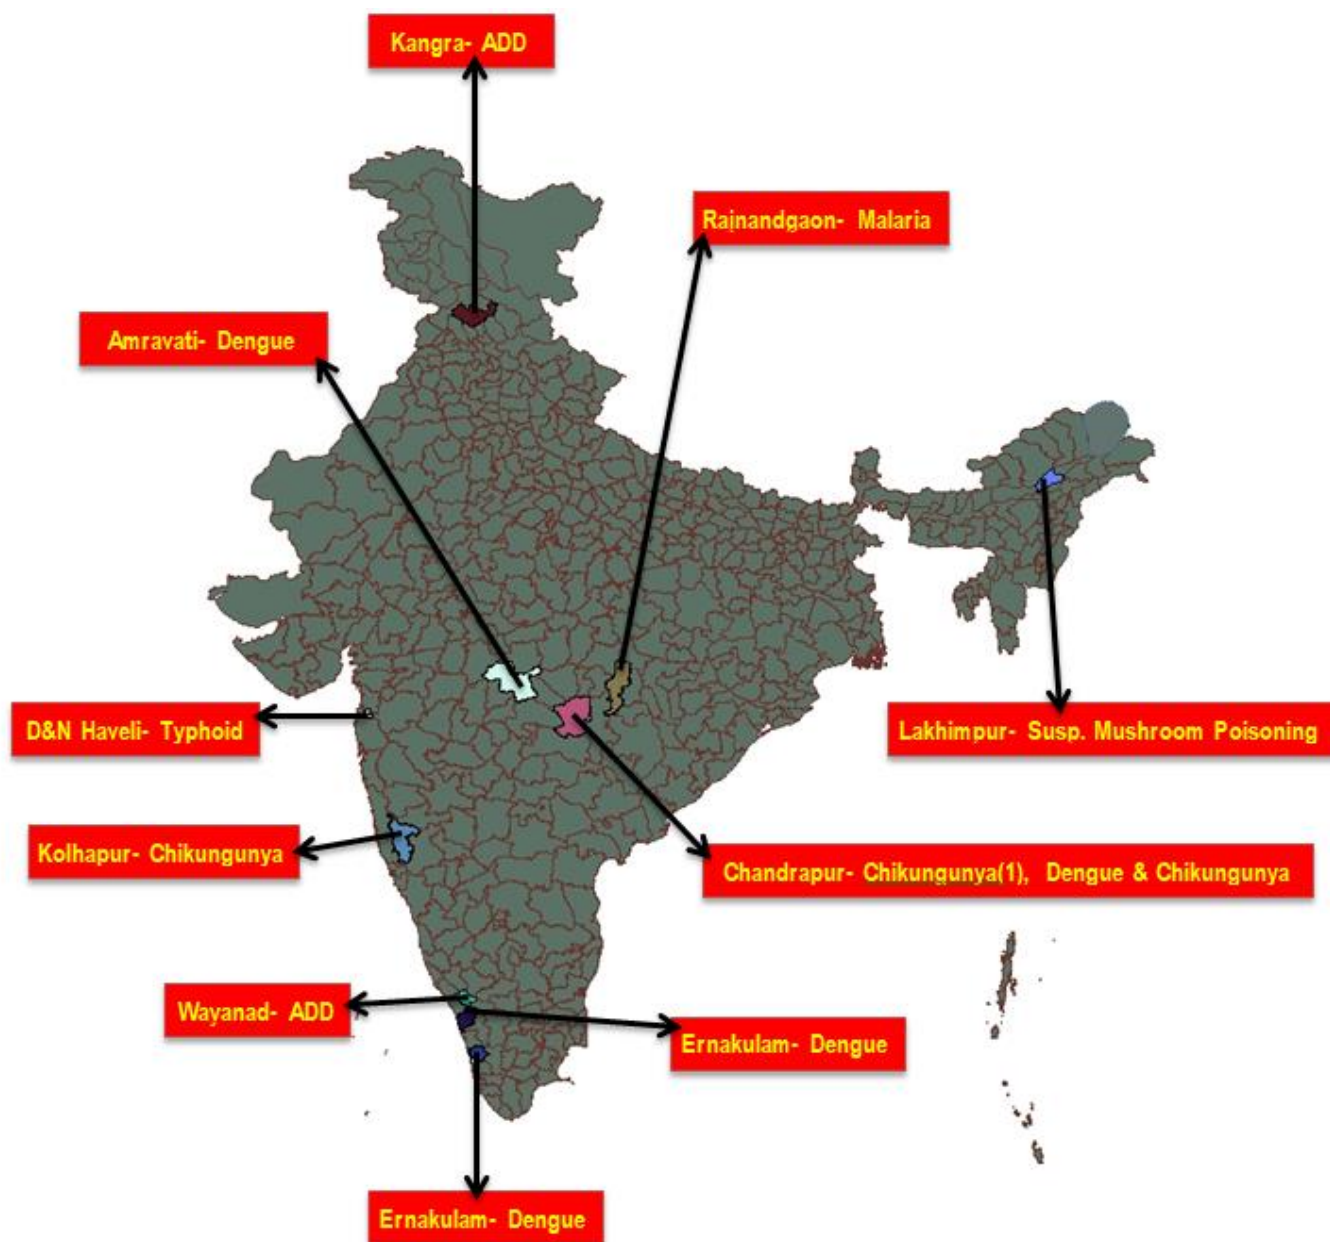 Kangra- ADD
Rajnandgaon- Malaria
Amravati- Dengue
D&N Haveli- Typhoid
Lakhimpur- Susp. Mushroom Poisoning
Kolhapur- Chikungunya
Chandrapur- Chikungunya(1), Dengue & Chikungunya
Wayanad- ADD
Ernakulam- Dengue
Ernakulam- Dengue